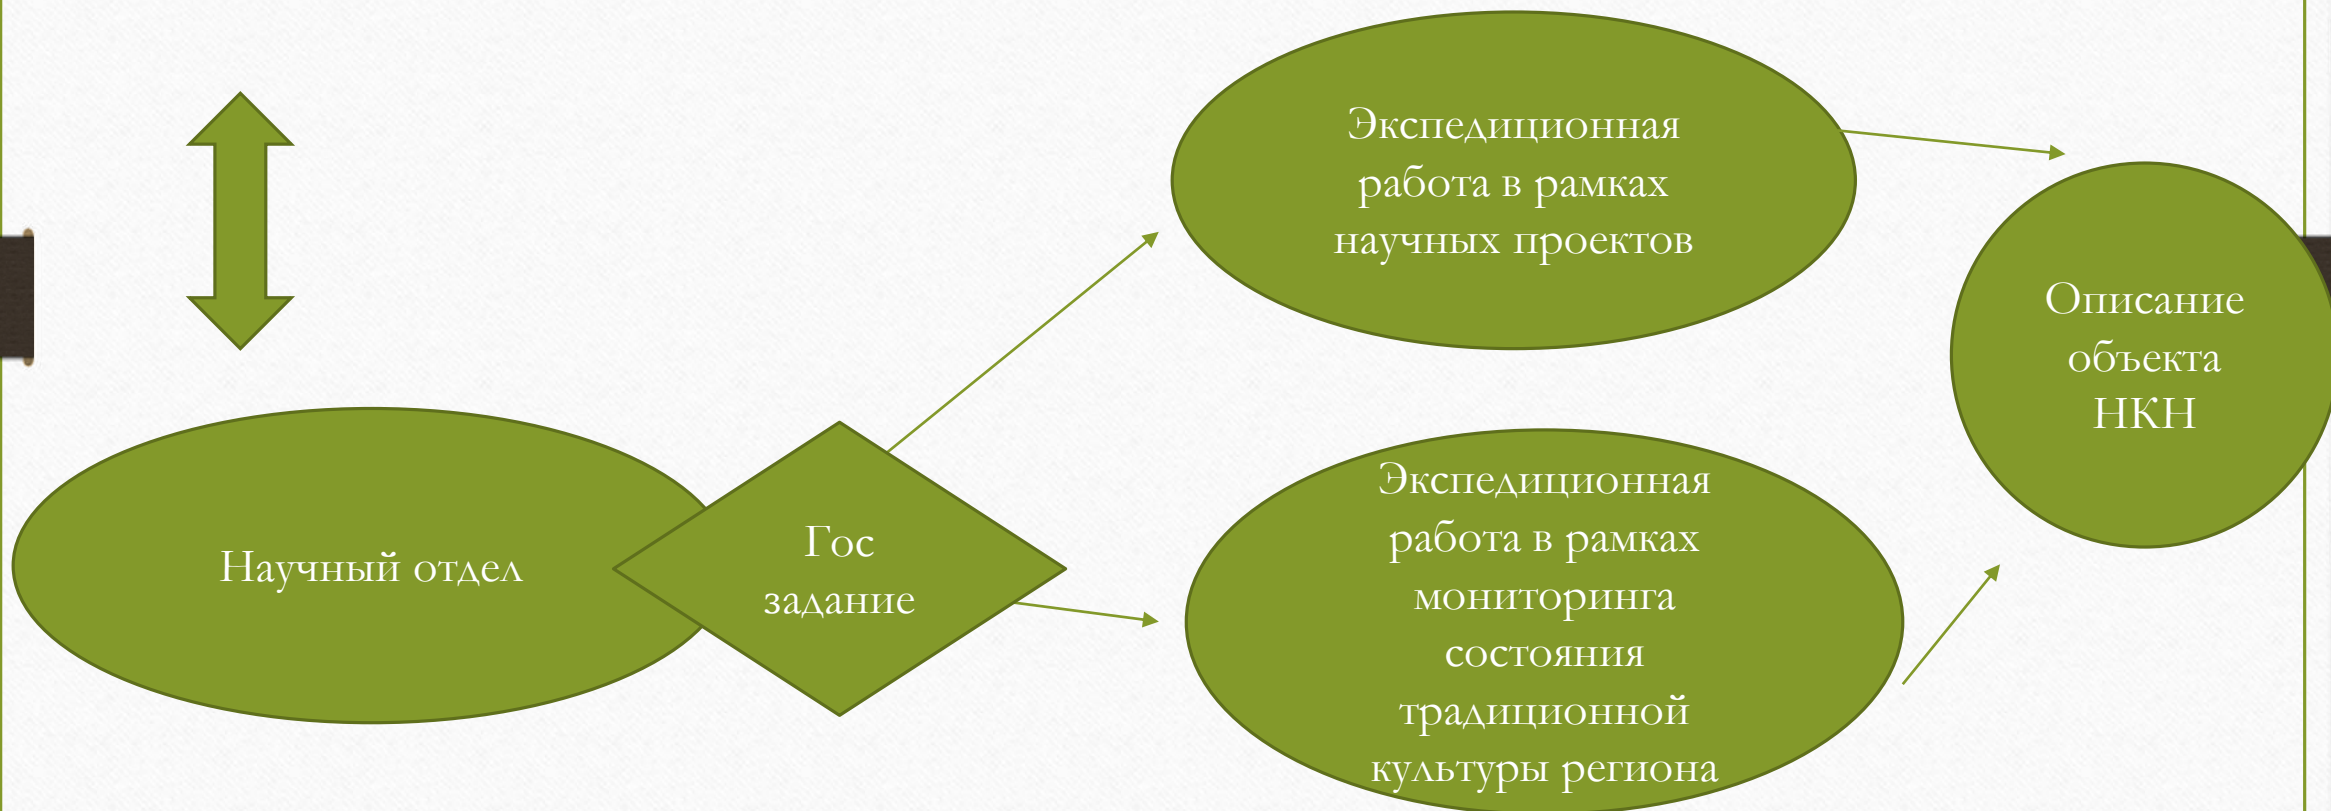 Научный отдел
Гос
задание
Экспедиционная
работа в рамках
научных проектов
Экспедиционная
работа в рамках
мониторинга
состояния
традиционной
культуры региона
Описание
объекта
НКН